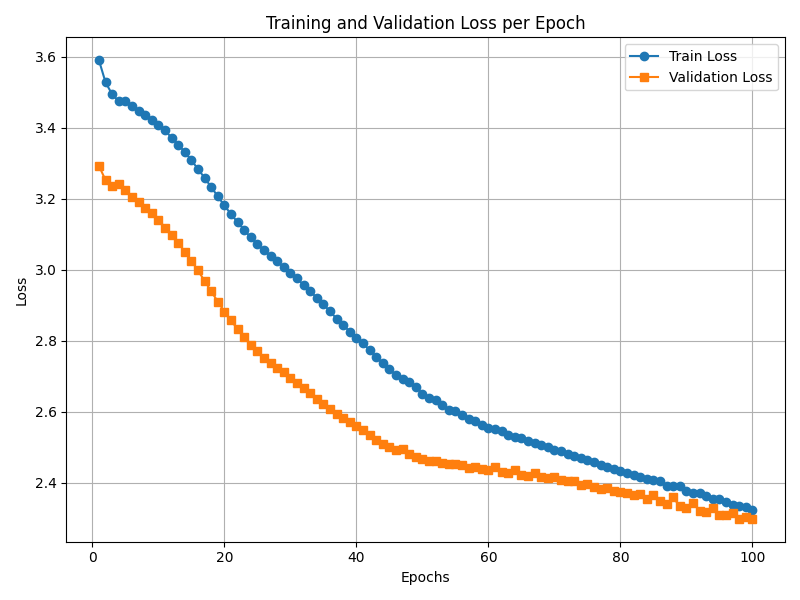 Training and Validation Loss per Epoch
Train Loss
Validation Loss
3.6
3.4
3.2
3.0
2.8
2.6
2.4
Loss
0 20 40 60 80 100
Epochs